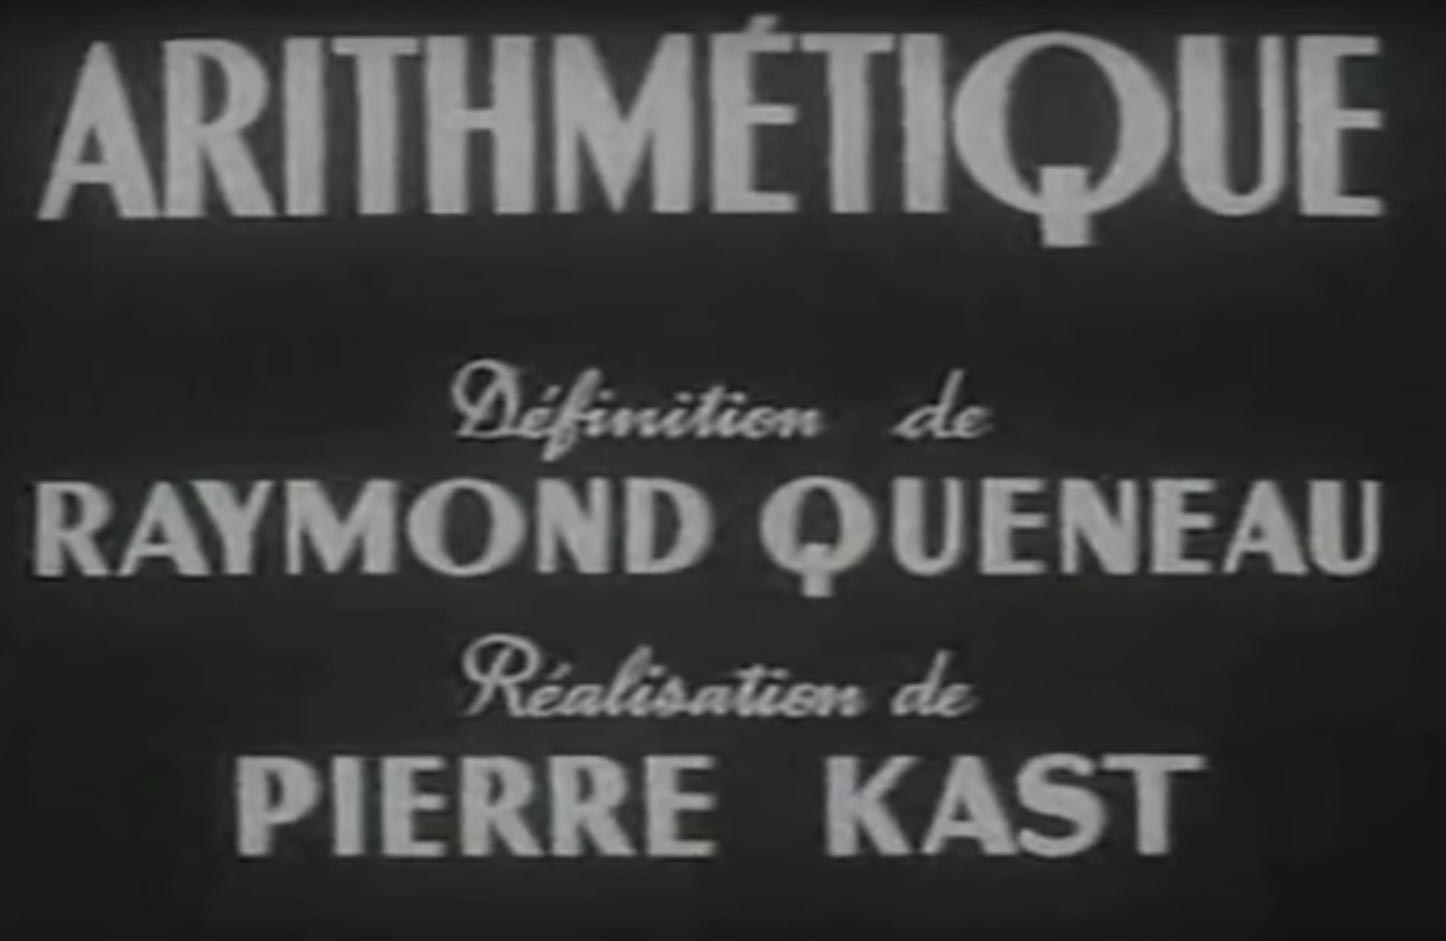 ARITHMÉTIQUE
Définition de
RAYMOND QUENEAU
Réalisation de
PIERRE KAST